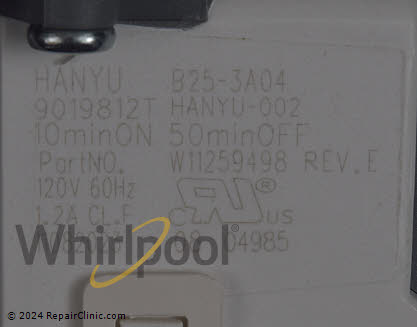 HANYU B25-3A04
9019812T HANYU-002
10minON 50minOFF
PartNO. W11259498 REV.E
120V 60Hz
1.2A CL.F c US ®
Whirlpool
04985
© 2024 RepairClinic.com